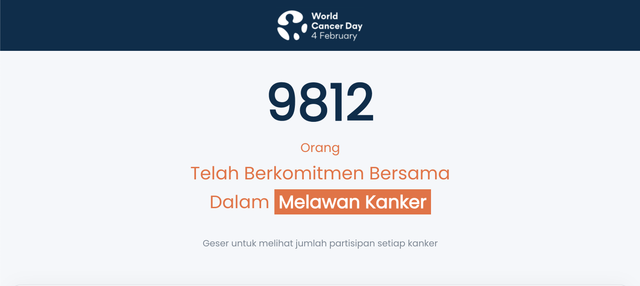 World
Cancer Day
4 February
9812
Orang
Telah Berkomitmen Bersama
Dalam Melawan Kanker
Geser untuk melihat jumlah partisipan setiap kanker